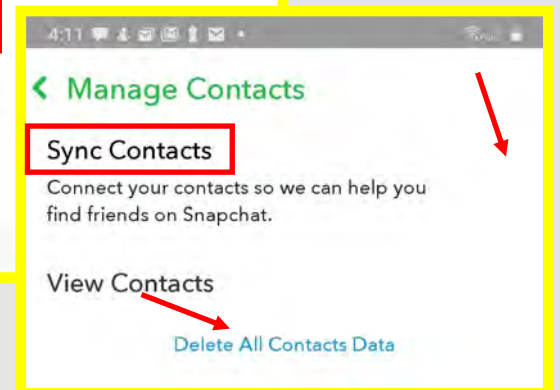 4:11
Manage Contacts
Sync Contacts
Connect your contacts so we can help you
find friends on Snapchat.
View Contacts
Delete All Contacts Data